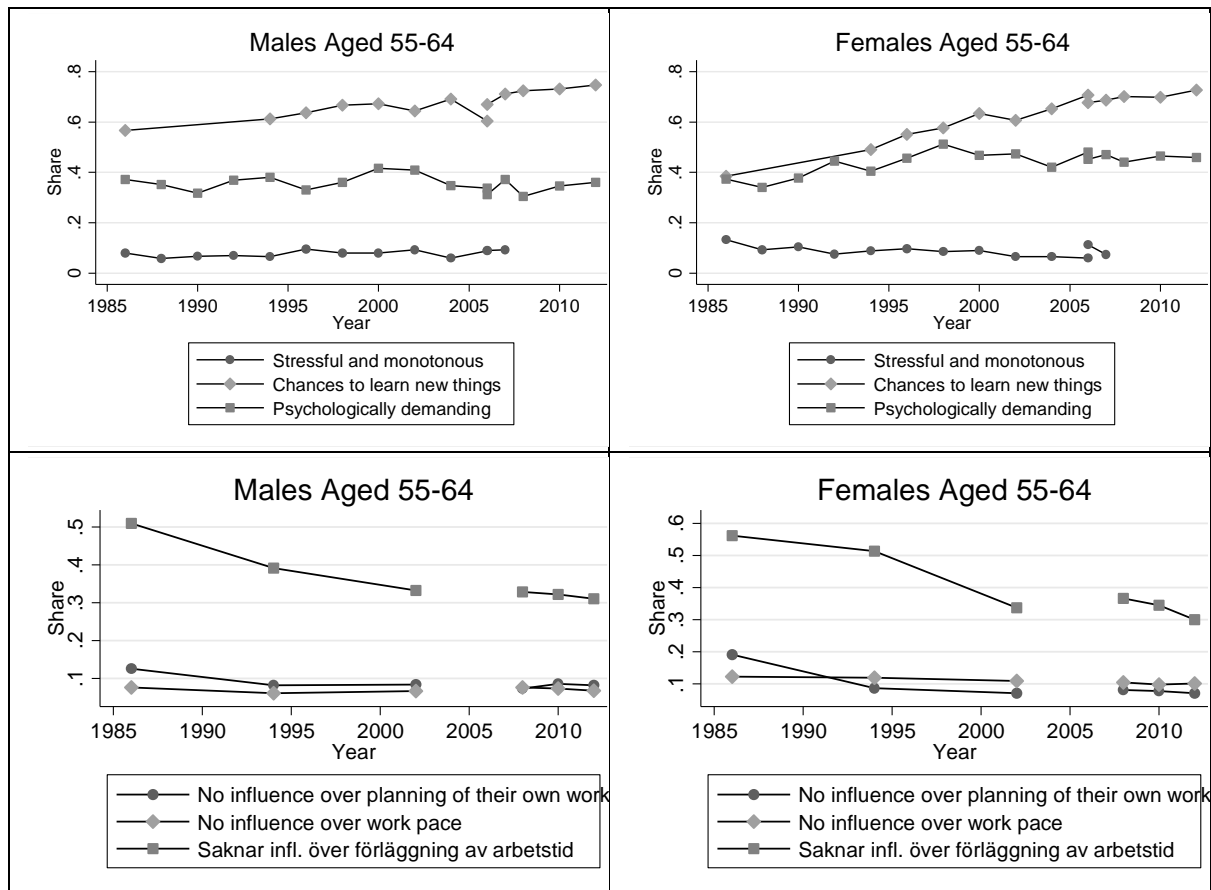 Males Aged 55-64
Share
.8
.6
.4
.2
0
1985 1990 1995 2000 2005 2010
Year
Stressful and monotonous
Chances to learn new things
Psychologically demanding
Females Aged 55-64
Share
.8
.6
.4
.2
0
1985 1990 1995 2000 2005 2010
Year
Stressful and monotonous
Chances to learn new things
Psychologically demanding
Males Aged 55-64
Share
.5
.4
.3
.2
.1
1985 1990 1995 2000 2005 2010
Year
No influence over planning of their own work
No influence over work pace
Saknar infl. över förläggning av arbetstid
Females Aged 55-64
Share
.6
.5
.4
.3
.2
.1
1985 1990 1995 2000 2005 2010
Year
No influence over planning of their own work
No influence over work pace
Saknar infl. över förläggning av arbetstid